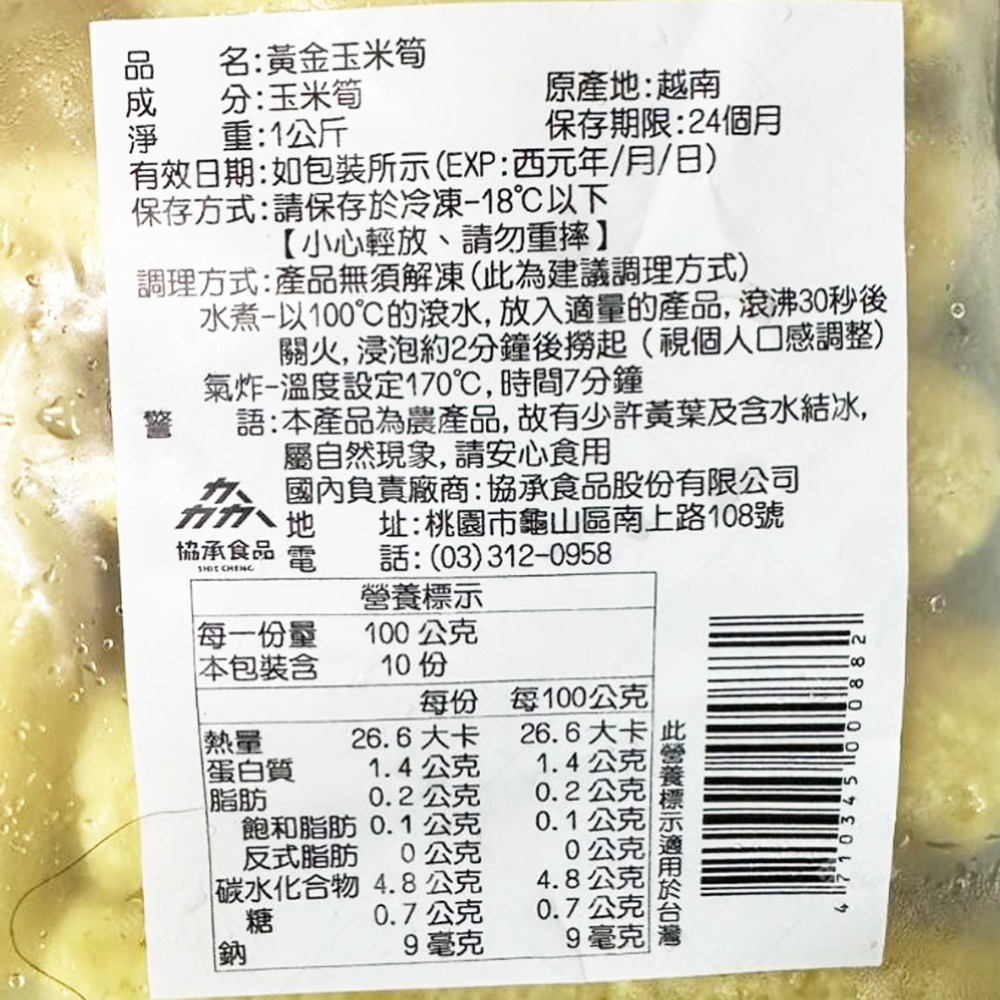 品 名:黃金玉米筍
成 分:玉米筍 原產地:越南
淨 重:1公斤 保存期限:24個月
有效日期:如包裝所示(EXP:西元年/月/日)
保存方式:請保存於冷凍-18℃以下
【小心輕放、請勿重摔】
調理方式:產品無須解凍(此為建議調理方式)
水煮-以100℃的滾水,放入適量的產品,滾沸30秒後
關火,浸泡約2分鐘後撈起(視個人口感調整)
氣炸-溫度設定170℃,時間7分鐘
警 語:本產品為農產品,故有少許黃葉及含水結冰,
屬自然現象,請安心食用
國內負責廠商:協承食品股份有限公司
地 址:桃園市龜山區南上路108號
電 話:(03)312-0958
協承食品
SHIE CHENG
營養標示
每一份量 100 公克
本包裝含 10 份
每份 每100公克
熱量 26.6 大卡 26.6 大卡
蛋白質 1.4 公克 1.4 公克
脂肪 0.2 公克 0.2 公克
飽和脂肪 0.1 公克 0.1 公克
反式脂肪 0 公克 0 公克
碳水化合物 4.8 公克 4.8 公克
糖 0.7 公克 0.7 公克
鈉 9 毫克 9 毫克
此營養標示適用於台灣
4 710345 000882